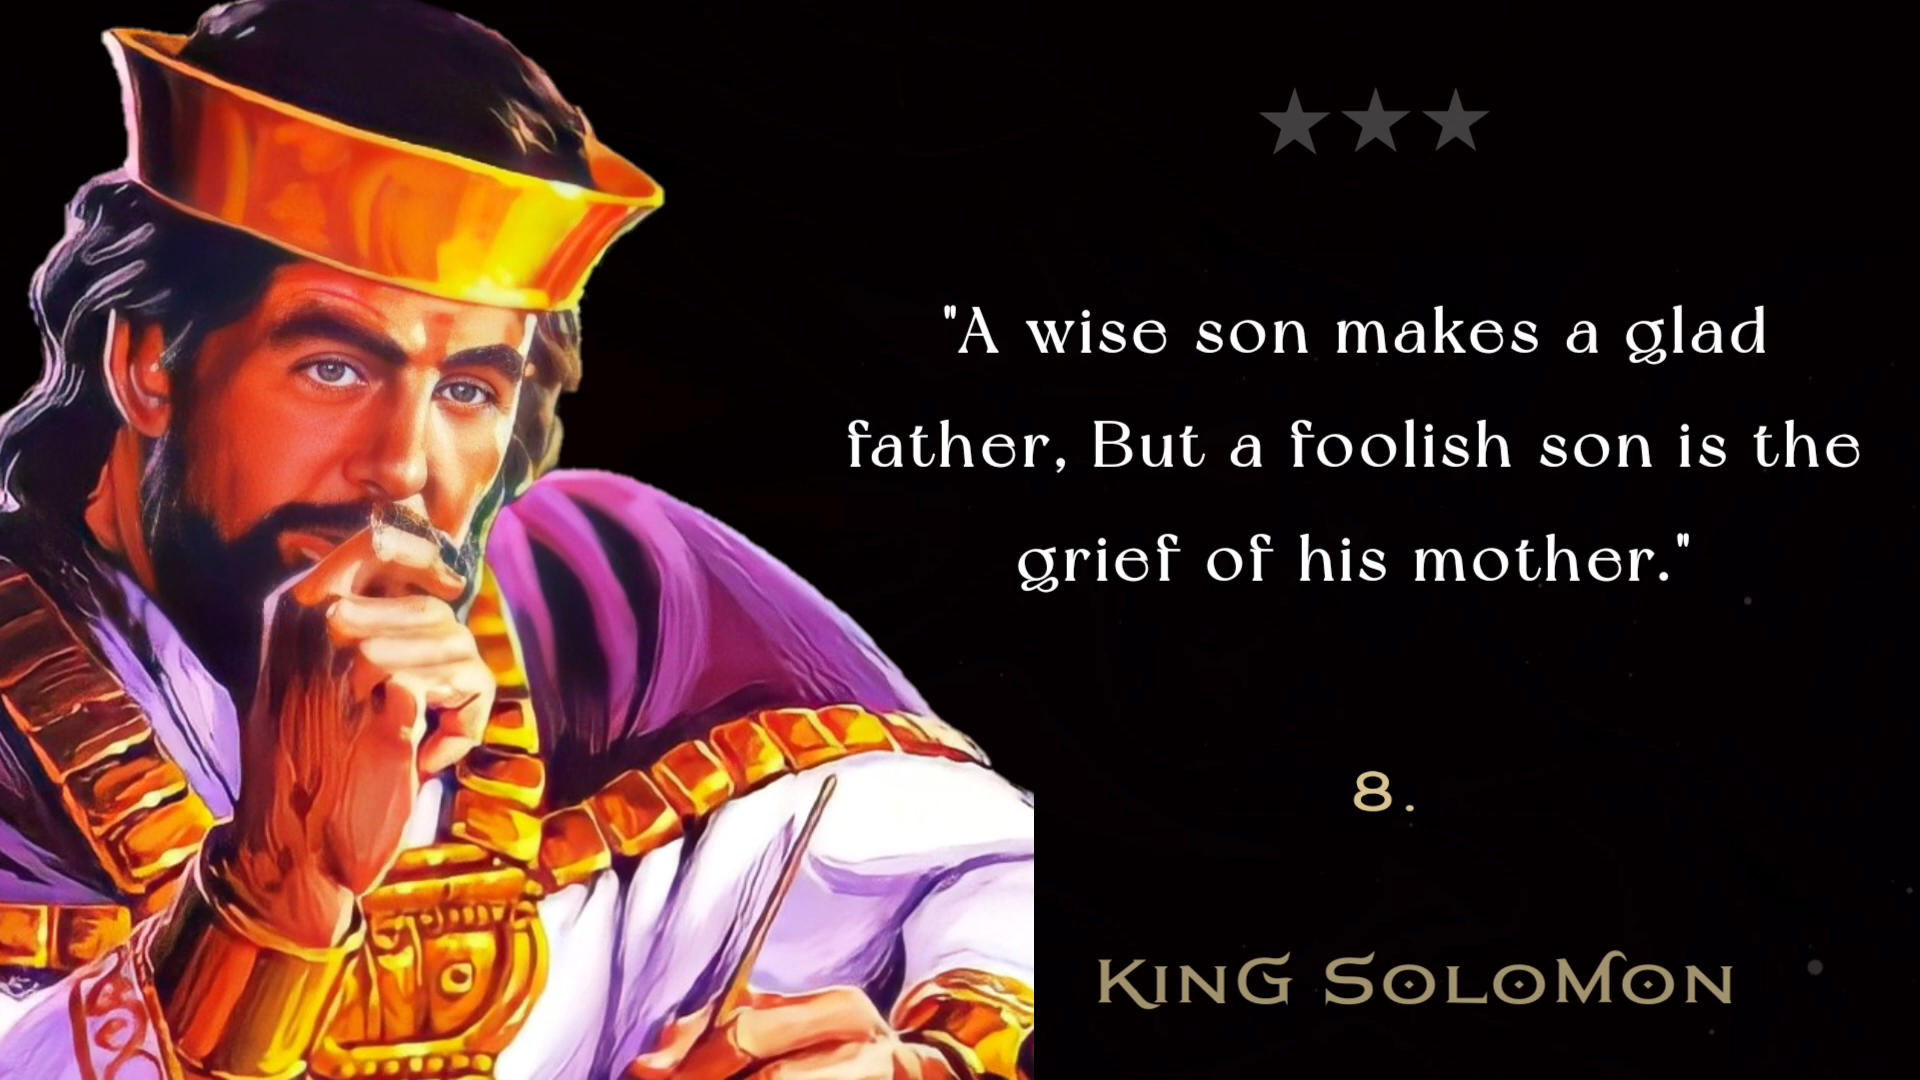 "A wise son makes a glad
father, But a foolish son is the
grief of his mother."
8.
KING SOLOMON